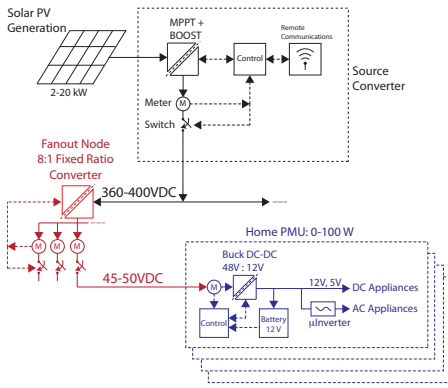 Solar PV
Generation
2-20 kW
MPPT +
BOOST
Remote
Communications
Control
Source
Converter
Meter
M
Switch
Fanout Node
8:1 Fixed Ratio
Converter
360-400VDC
M
M
M
45-50VDC
Home PMU: 0-100 W
Buck DC-DC
48V : 12V
M
12V, 5V
DC Appliances
AC Appliances
µInverter
Control
Battery
12 V